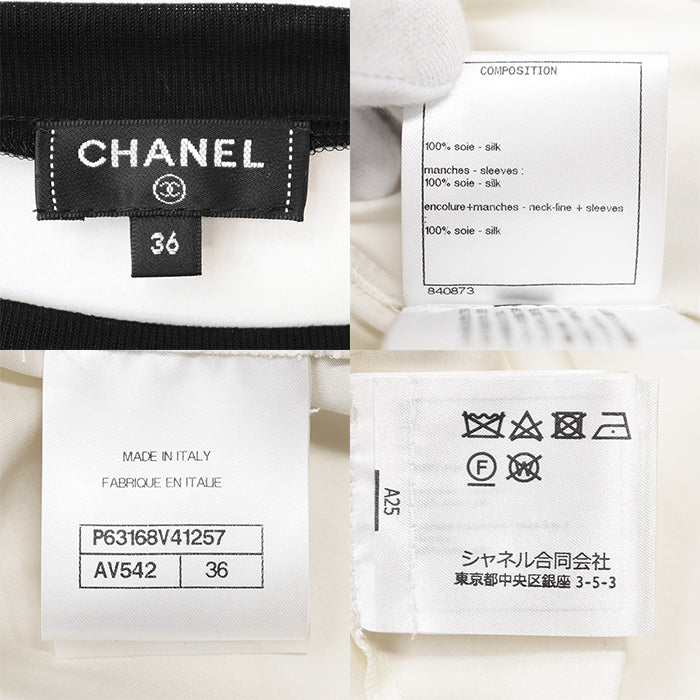 CHANEL
36
COMPOSITION
100% soie - silk
manches - sleeves :
100% soie - silk
encolure+manches - neck-line + sleeves
:
100% soie - silk
840873
MADE IN ITALY
FABRIQUE EN ITALIE
P63168V41257
AV542 36
A25
F W
シャネル合同会社
東京都中央区銀座 3-5-3